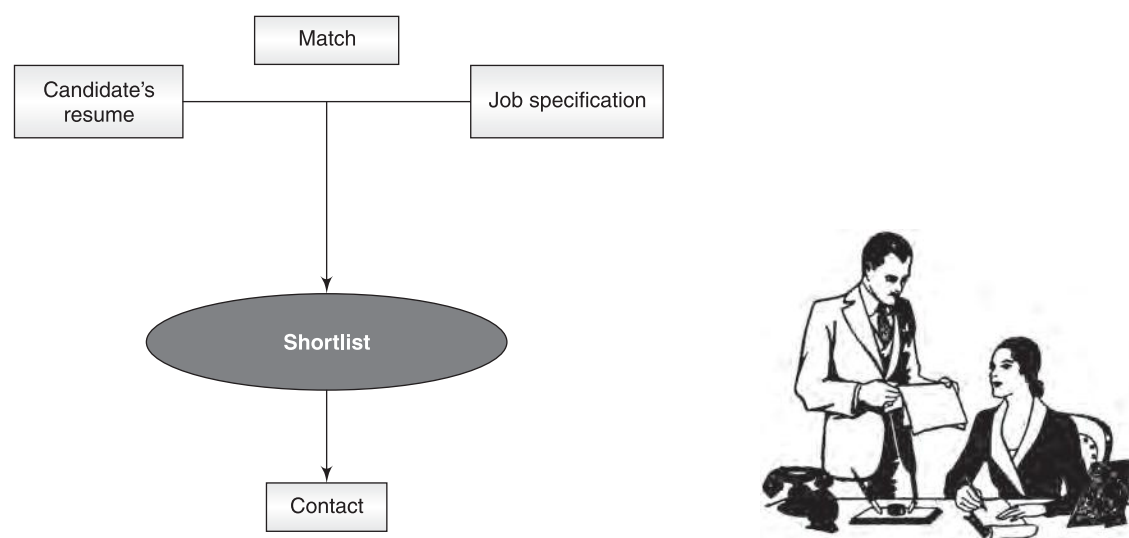 Match
Candidate’s
resume
Job specification
Shortlist
Contact